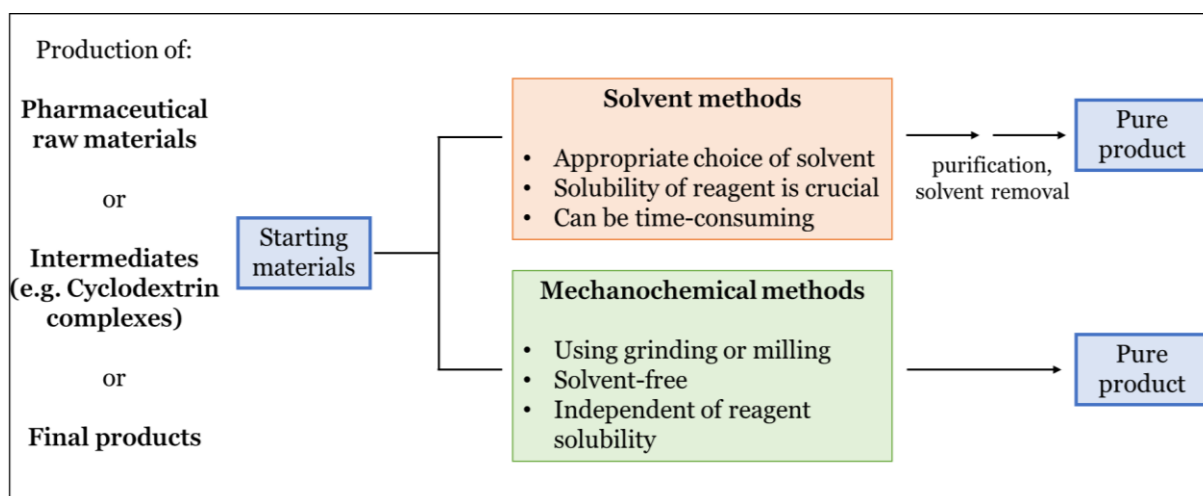 Production of:
Pharmaceutical
raw materials
or
Intermediates
(e.g. Cyclodextrin
complexes)
or
Final products
Starting
materials
Solvent methods
• Appropriate choice of solvent
• Solubility of reagent is crucial
• Can be time-consuming
purification,
solvent removal
Pure
product
Mechanochemical methods
• Using grinding or milling
• Solvent-free
• Independent of reagent
solubility
Pure
product